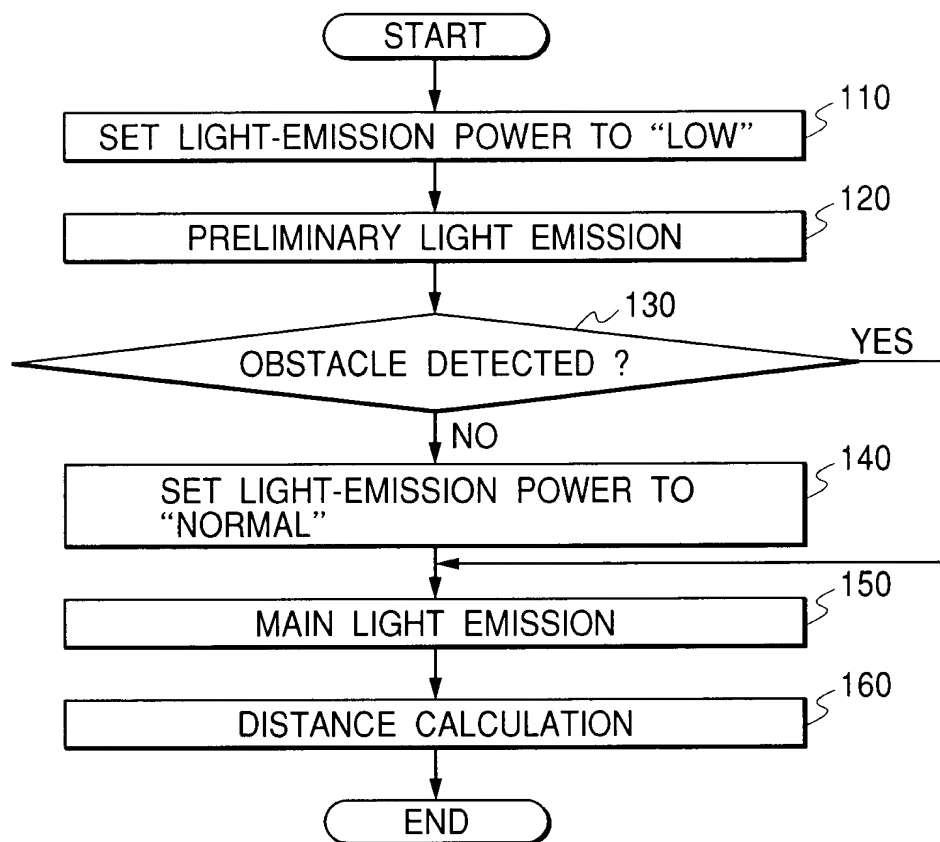 START
110
SET LIGHT-EMISSION POWER TO “LOW”
120
PRELIMINARY LIGHT EMISSION
130
YES
OBSTACLE DETECTED ?
NO
140
SET LIGHT-EMISSION POWER TO
“NORMAL”
150
MAIN LIGHT EMISSION
160
DISTANCE CALCULATION
END